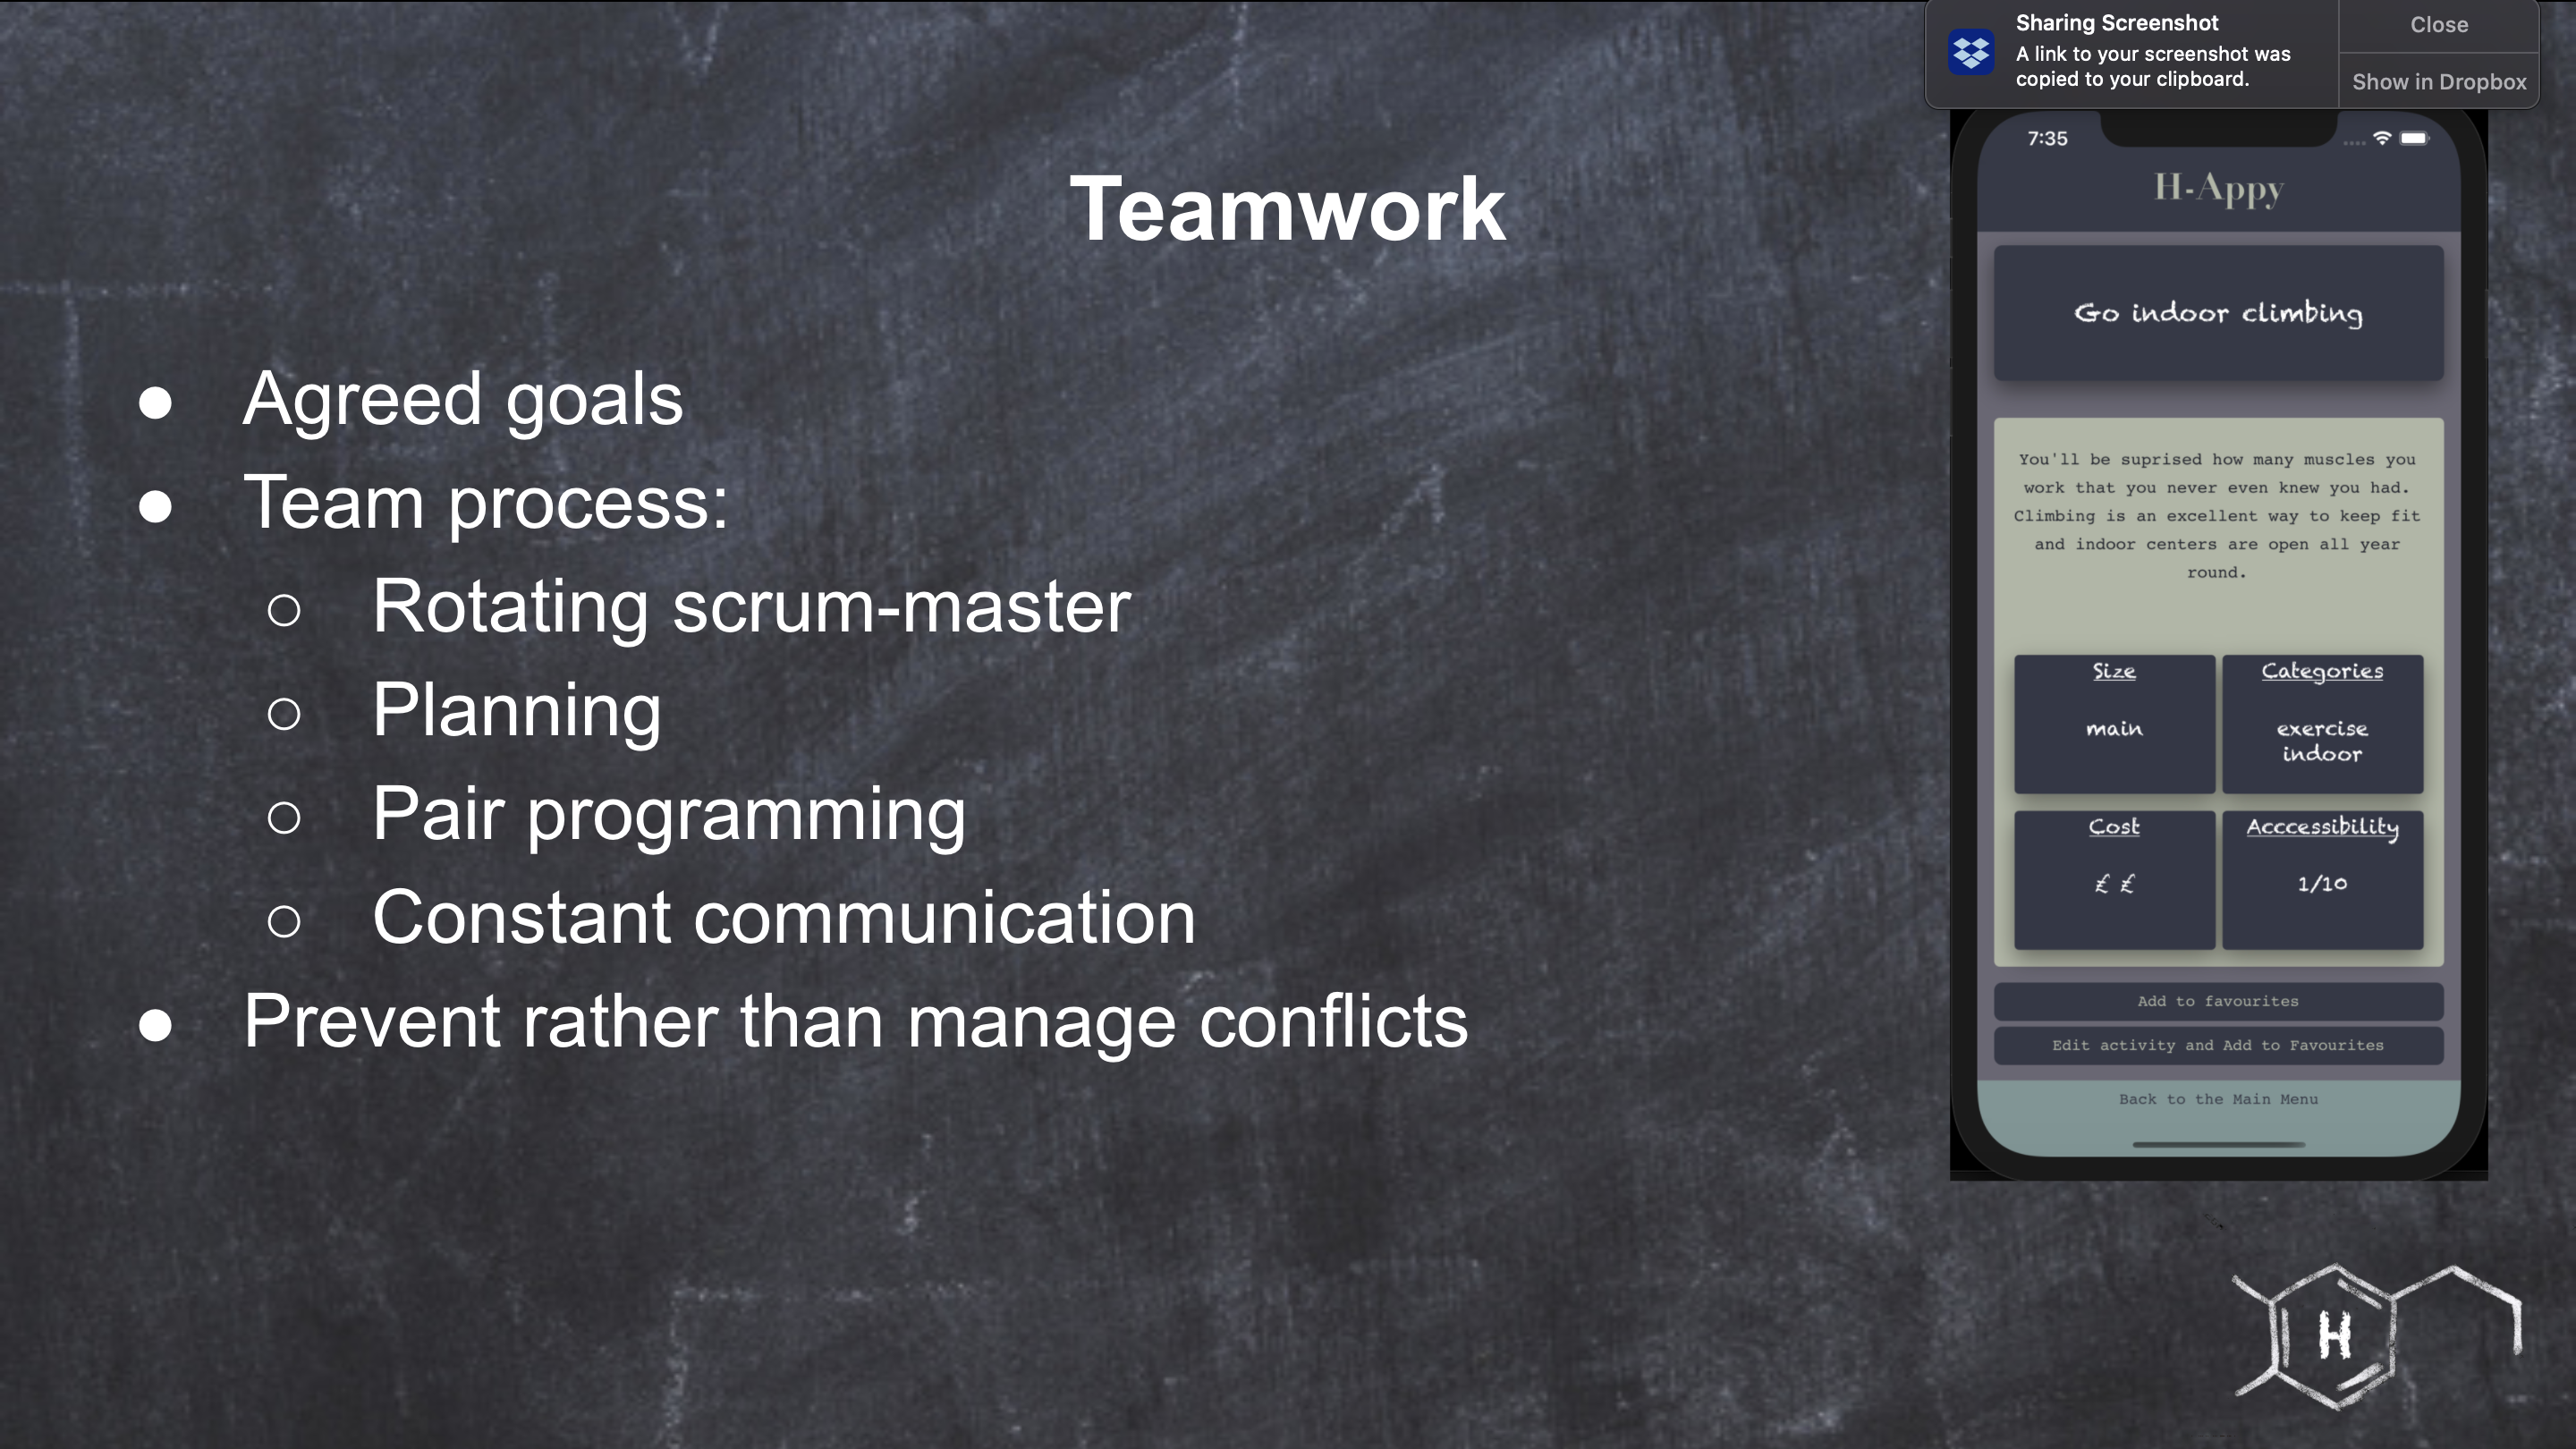 Sharing Screenshot
A link to your screenshot was
copied to your clipboard.
Close
Show in Dropbox
Teamwork
● Agreed goals
● Team process:
○ Rotating scrum-master
○ Planning
○ Pair programming
○ Constant communication
● Prevent rather than manage conflicts
7:35
H-Appy
Go indoor climbing
You'll be suprised how many muscles you
work that you never even knew you had.
Climbing is an excellent way to keep fit
and indoor centers are open all year
round.
Size
main
Categories
exercise
indoor
Cost
£ £
Acccessibility
1/10
Add to favourites
Edit activity and Add to Favourites
Back to the Main Menu
H